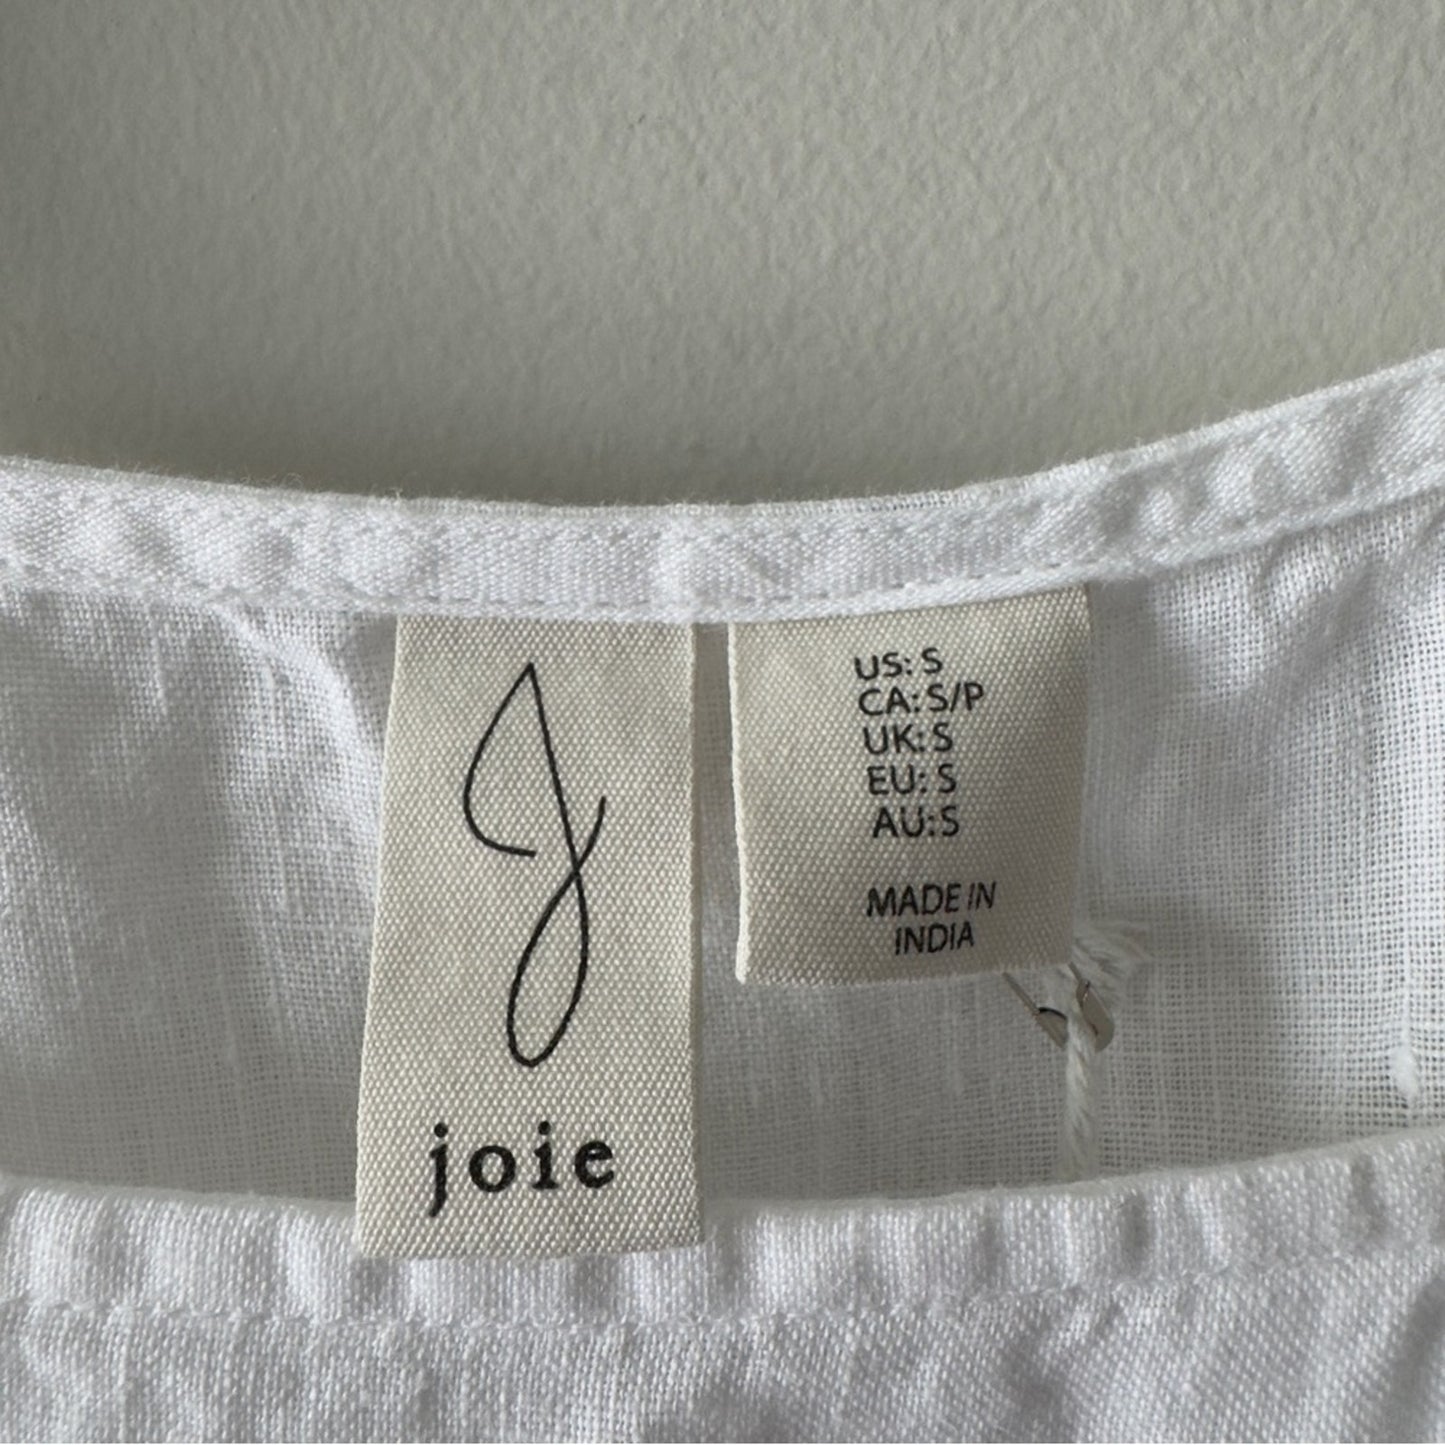 J
joie
US: S
CA: S/P
UK: S
EU: S
AU: S
MADE IN
INDIA